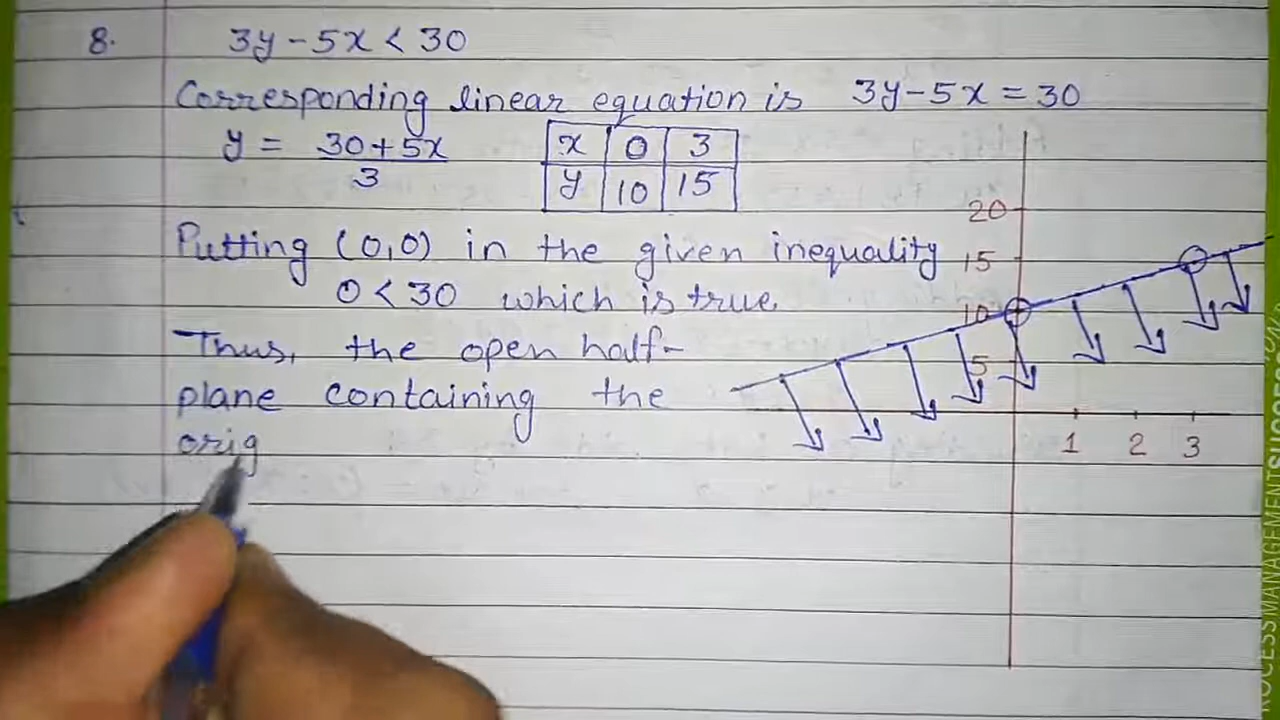 8. 3y - 5x < 30
Corresponding linear equation is 3y - 5x = 30
y = 30 + 5x
3
x 0 3
y 10 15
Putting (0,0) in the given inequality
0 < 30 which is true
Thus, the open half-
plane containing the
orig
20
15
10
5
1 2 3